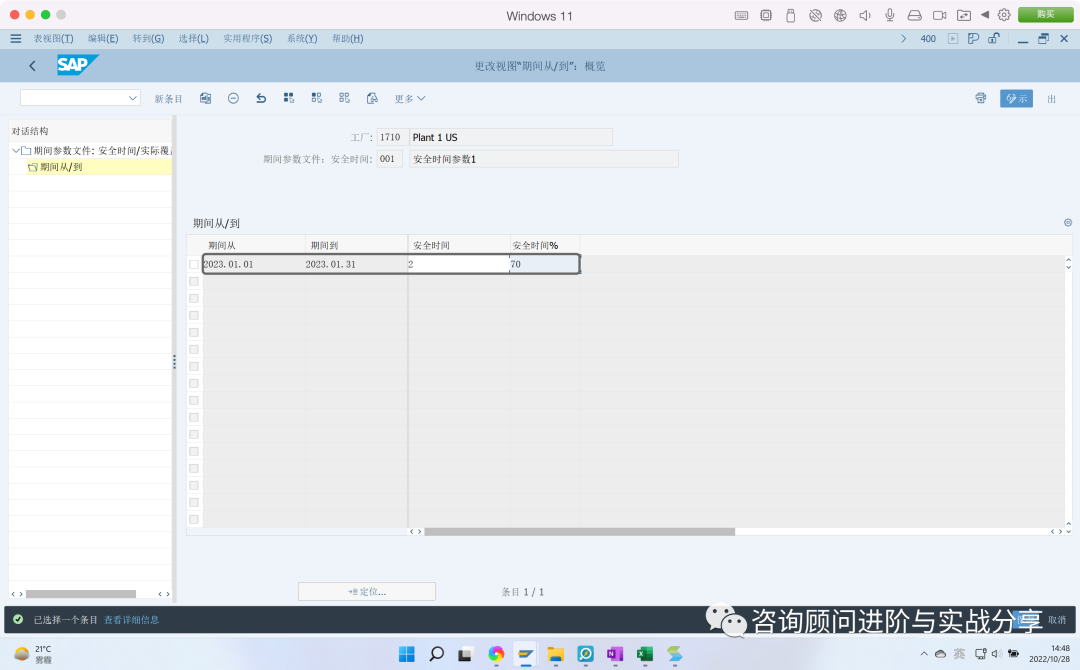 Windows 11
购买
表视图(T) 编辑(E) 转到(G) 选择(L) 实用程序(S) 系统(Y) 帮助(H)
400
SAP
更改视图"期间从/到": 概览
新条目
更多
示
出
对话结构
期间参数文件: 安全时间/实际覆
期间从/到
工厂: 1710 Plant 1 US
期间参数文件: 安全时间: 001 安全时间参数1
期间从/到
期间从 期间到 安全时间 安全时间%
2023.01.01 2023.01.31 2 70
定位...
条目 1 / 1
已选择一个条目 查看详细信息
取消
咨询顾问进阶与实战分享
21°C
雾霾
英
14:48
2022/10/28